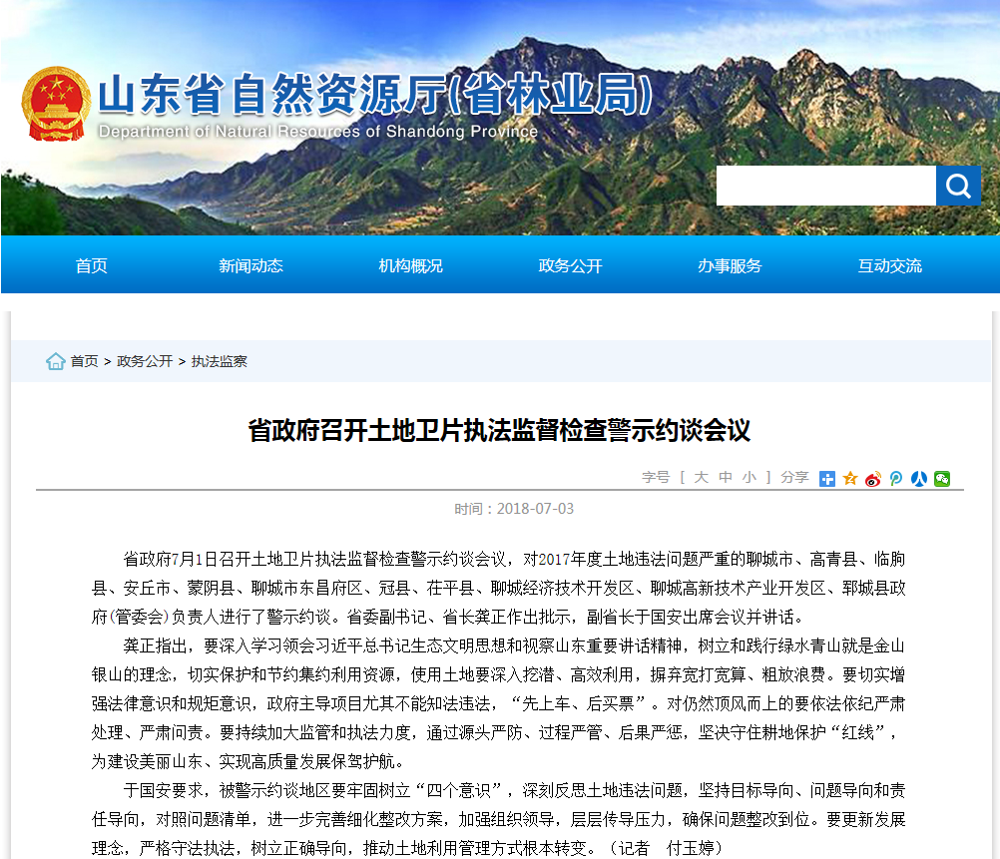 山东省自然资源厅(省林业局)
Department of Natural Resources of Shandong Province
首页 新闻动态 机构概况 政务公开 办事服务 互动交流
首页 > 政务公开 > 执法监察
省政府召开土地卫片执法监督检查警示约谈会议
字号 [ 大 中 小 ] 分享
时间：2018-07-03
省政府7月1日召开土地卫片执法监督检查警示约谈会议，对2017年度土地违法问题严重的聊城市、高青县、临朐
县、安丘市、蒙阴县、聊城市东昌府区、冠县、茌平县、聊城经济技术开发区、聊城高新技术产业开发区、郓城县政
府(管委会)负责人进行了警示约谈。省委副书记、省长龚正作出批示，副省长于国安出席会议并讲话。
龚正指出，要深入学习领会习近平总书记生态文明思想和视察山东重要讲话精神，树立和践行绿水青山就是金山
银山的理念，切实保护和节约集约利用资源，使用土地要深入挖潜、高效利用，摒弃宽打宽算、粗放浪费。要切实增
强法律意识和规矩意识，政府主导项目尤其不能知法违法，“先上车、后买票”。对仍然顶风而上的要依法依纪严肃
处理、严肃问责。要持续加大监管和执法力度，通过源头严防、过程严管、后果严惩，坚决守住耕地保护“红线”，
为建设美丽山东、实现高质量发展保驾护航。
于国安要求，被警示约谈地区要牢固树立“四个意识”，深刻反思土地违法问题，坚持目标导向、问题导向和责
任导向，对照问题清单，进一步完善细化整改方案，加强组织领导，层层传导压力，确保问题整改到位。要更新发展
理念，严格守法执法，树立正确导向，推动土地利用管理方式根本转变。（记者　付玉婷）